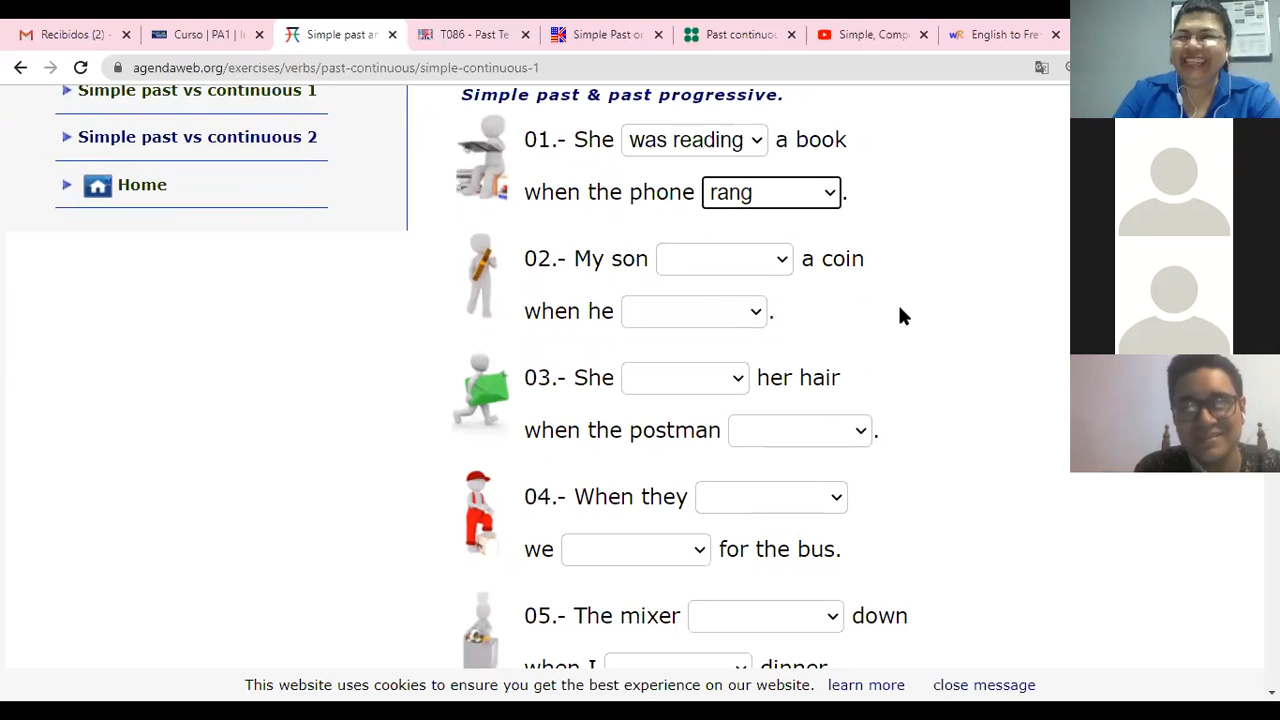 Recibidos (2) -
Curso | PA1 | I
Simple past ar
T086 - Past T
Simple Past o
Past continuou
Simple, Comp
English to Fre
agendaweb.org/exercises/verbs/past-continuous/simple-continuous-1
Simple past vs continuous 1
Simple past vs continuous 2
Home
Simple past & past progressive.
01.- She was reading a book
when the phone rang .
02.- My son a coin
when he .
03.- She her hair
when the postman .
04.- When they
we for the bus.
05.- The mixer down
when I dinner
This website uses cookies to ensure you get the best experience on our website. learn more close message